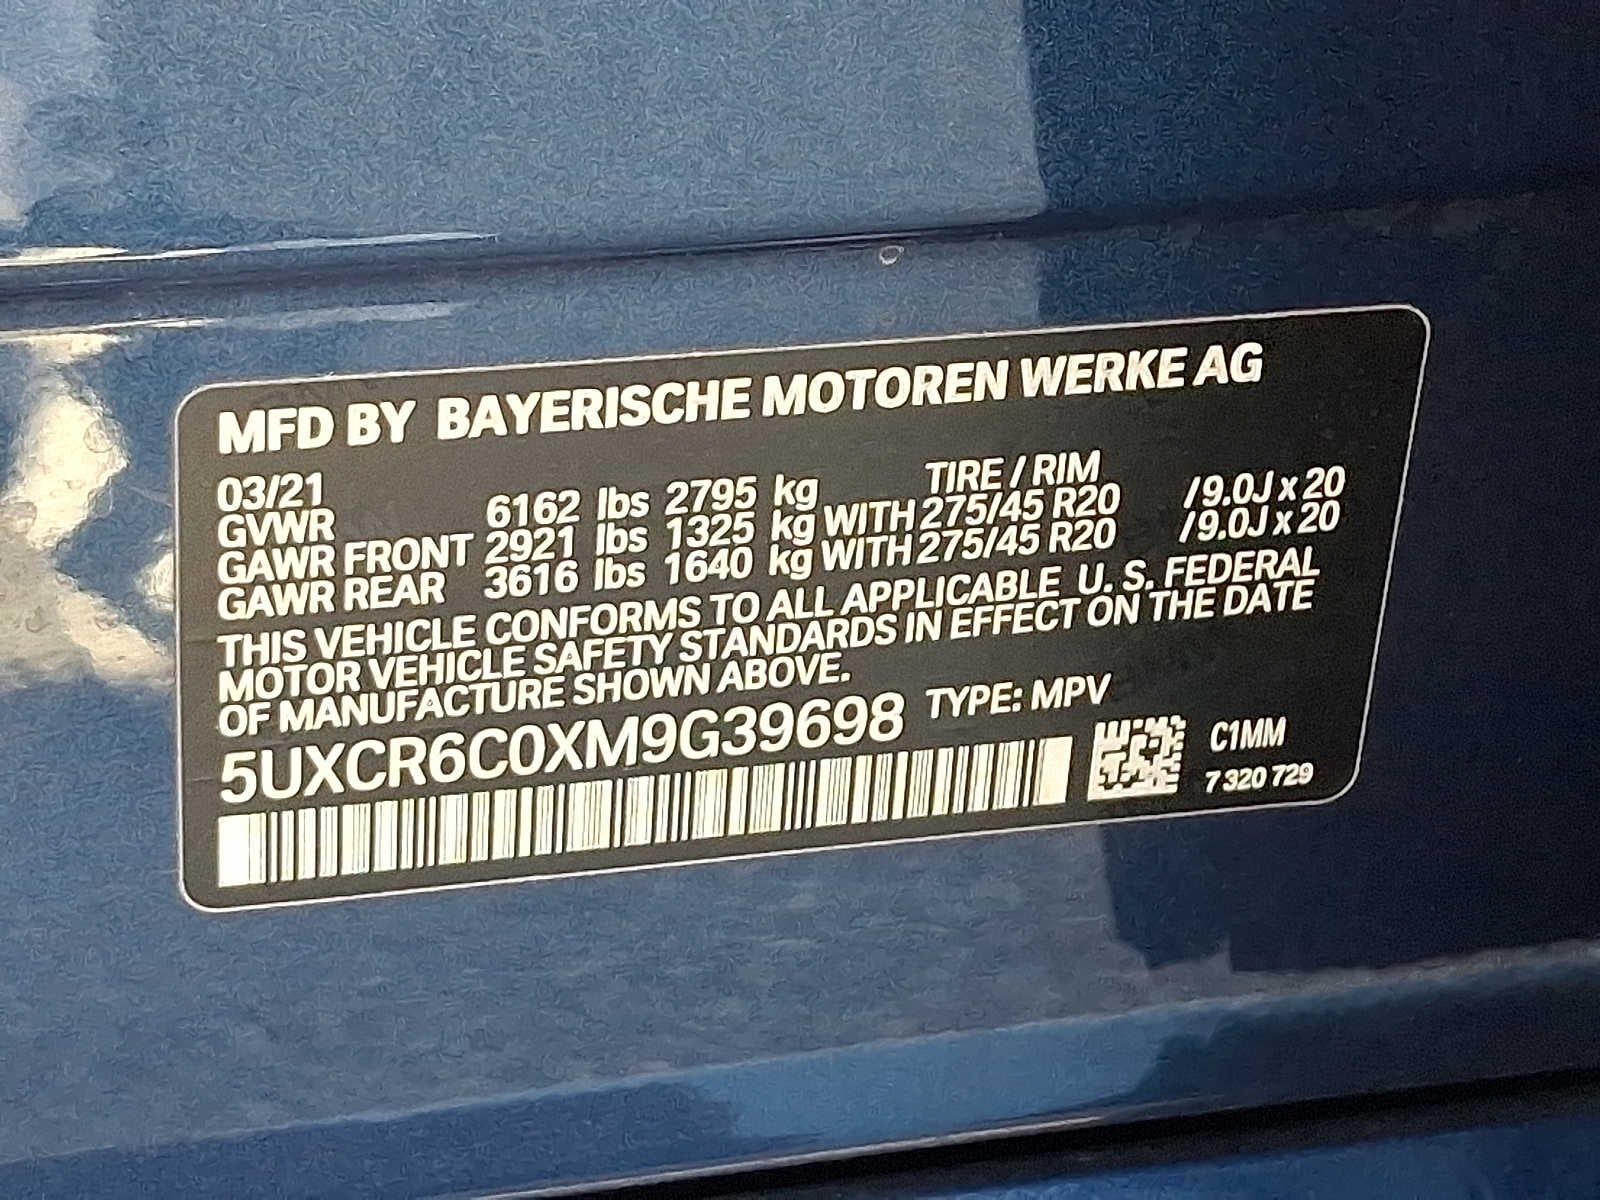 MFD BY BAYERISCHE MOTOREN WERKE AG
03/21 TIRE / RIM
GVWR 6162 lbs 2795 kg
GAWR FRONT 2921 lbs 1325 kg WITH 275/45 R20 /9.0J x 20
GAWR REAR 3616 lbs 1640 kg WITH 275/45 R20 /9.0J x 20
THIS VEHICLE CONFORMS TO ALL APPLICABLE U. S. FEDERAL
MOTOR VEHICLE SAFETY STANDARDS IN EFFECT ON THE DATE
OF MANUFACTURE SHOWN ABOVE.
5UXCR6C0XM9G39698 TYPE: MPV
C1MM
7 320 729